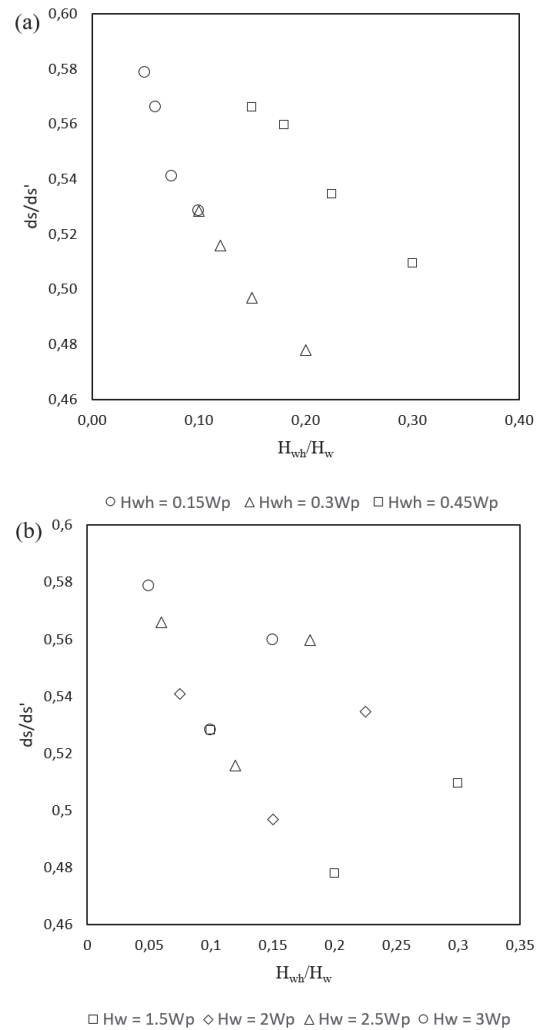 (a)
0,60
0,58
0,56
0,54
0,52
0,50
0,48
0,46
ds/ds'
0,00 0,10 0,20 0,30 0,40
H_wh/H_w
○ Hwh = 0.15Wp △ Hwh = 0.3Wp □ Hwh = 0.45Wp
(b)
0,6
0,58
0,56
0,54
0,52
0,5
0,48
0,46
ds/ds'
0 0,05 0,1 0,15 0,2 0,25 0,3 0,35
H_wh/H_w
□ Hw = 1.5Wp ◇ Hw = 2Wp △ Hw = 2.5Wp ○ Hw = 3Wp